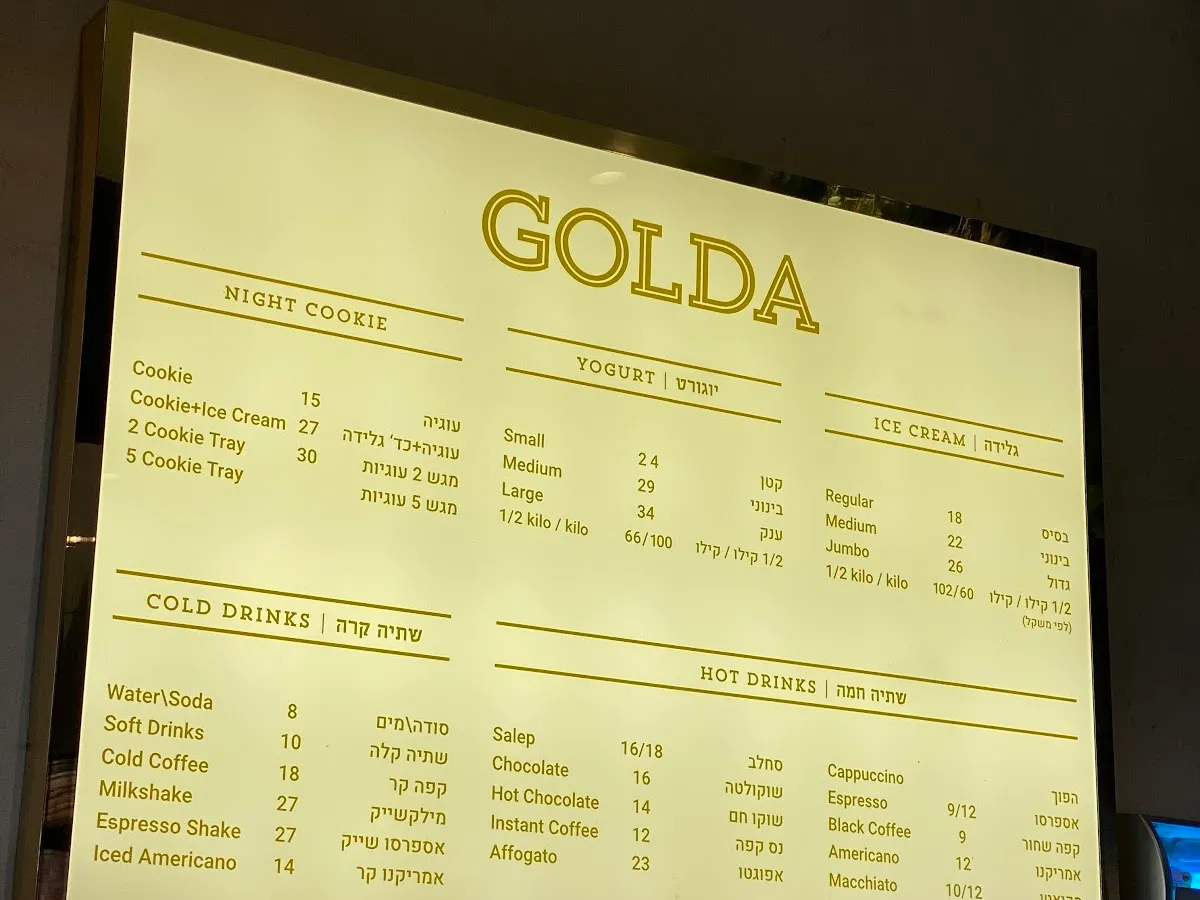 GOLDA
NIGHT COOKIE
Cookie 15 עוגיה
Cookie+Ice Cream 27 עוגיה+כד' גלידה
2 Cookie Tray 30 מגש 2 עוגיות
5 Cookie Tray מגש 5 עוגיות
YOGURT | יוגורט
Small 24 קטן
Medium 29 בינוני
Large 34 ענק
1/2 kilo / kilo 66/100 1/2 קילו / קילו
ICE CREAM | גלידה
Regular 18 בסיס
Medium 22 בינוני
Jumbo 26 גדול
1/2 kilo / kilo 102/60 1/2 קילו / קילו
(לפי משקל)
COLD DRINKS | שתיה קרה
Water\Soda 8 סודה\מים
Soft Drinks 10 שתיה קלה
Cold Coffee 18 קפה קר
Milkshake 27 מילקשייק
Espresso Shake 27 אספרסו שייק
Iced Americano 14 אמריקנו קר
HOT DRINKS | שתיה חמה
Salep 16/18 סחלב
Chocolate 16 שוקולטה
Hot Chocolate 14 שוקו חם
Instant Coffee 12 נס קפה
Affogato 23 אפוגטו
Cappuccino הפוך
Espresso 9/12 אספרסו
Black Coffee 9 קפה שחור
Americano 12 אמריקנו
Macchiato 10/12